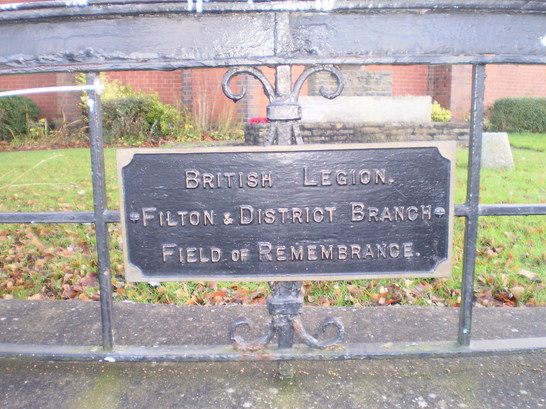 British Legion.
Filton & District Branch
Field of Remembrance.